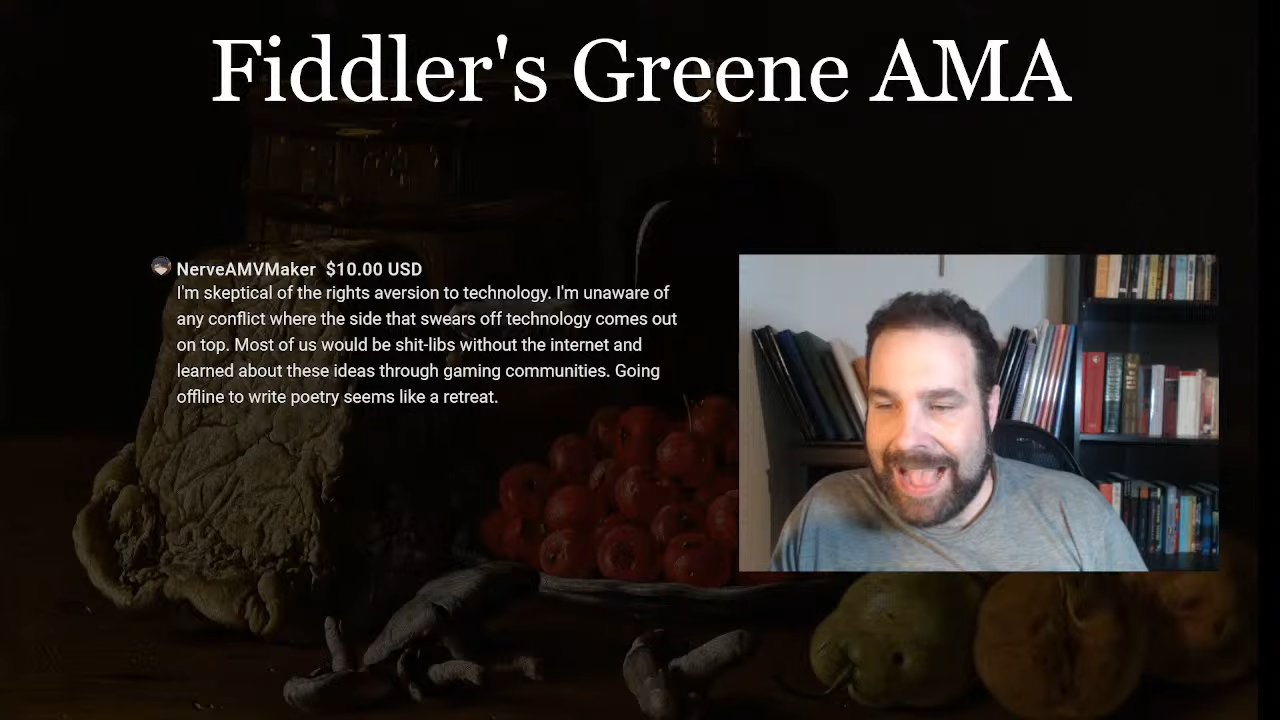 Fiddler's Greene AMA
NerveAMVMaker $10.00 USD
I'm skeptical of the rights aversion to technology. I'm unaware of
any conflict where the side that swears off technology comes out
on top. Most of us would be shit-libs without the internet and
learned about these ideas through gaming communities. Going
offline to write poetry seems like a retreat.